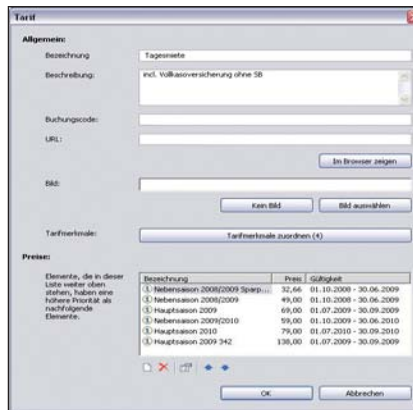 Tarif
Allgemein:
Bezeichnung
Tagesmiete
Beschreibung:
incl. Vollkasoversicherung ohne SB
Buchungscode:
URL:
Im Browser zeigen
Bild:
Kein Bild
Bild auswählen
Tarifmerkmale:
Tarifmerkmale zuordnen (4)
Preise:
Elemente, die in dieser
Liste weiter oben
stehen, haben eine
höhere Priorität als
nachfolgende
Elemente.
Bezeichnung Preis Gültigkeit
Nebensaison 2008/2009 Sparp... 32,66 01.10.2008 - 30.06.2009
Nebensaison 2008/2009 49,00 01.10.2008 - 30.06.2009
Hauptsaison 2009 69,00 01.07.2009 - 30.09.2009
Nebensaison 2009/2010 59,00 01.10.2009 - 30.06.2010
Hauptsaison 2010 79,00 01.07.2010 - 30.09.2010
Hauptsaison 2009 342 138,00 01.07.2009 - 30.09.2009
OK
Abbrechen